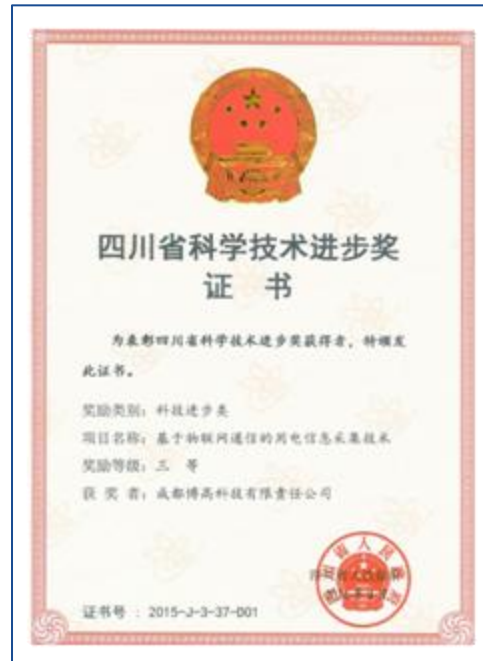 四川省科学技术进步奖
证 书
为表彰四川省科学技术进步奖获得者，特颁发
此证书。
奖励类别：科技进步类
项目名称：基于物联网通信的用电信息采集技术
奖励等级：三 等
获 奖 者：成都博高科技有限责任公司
证书号 ：2015-J-3-37-D01